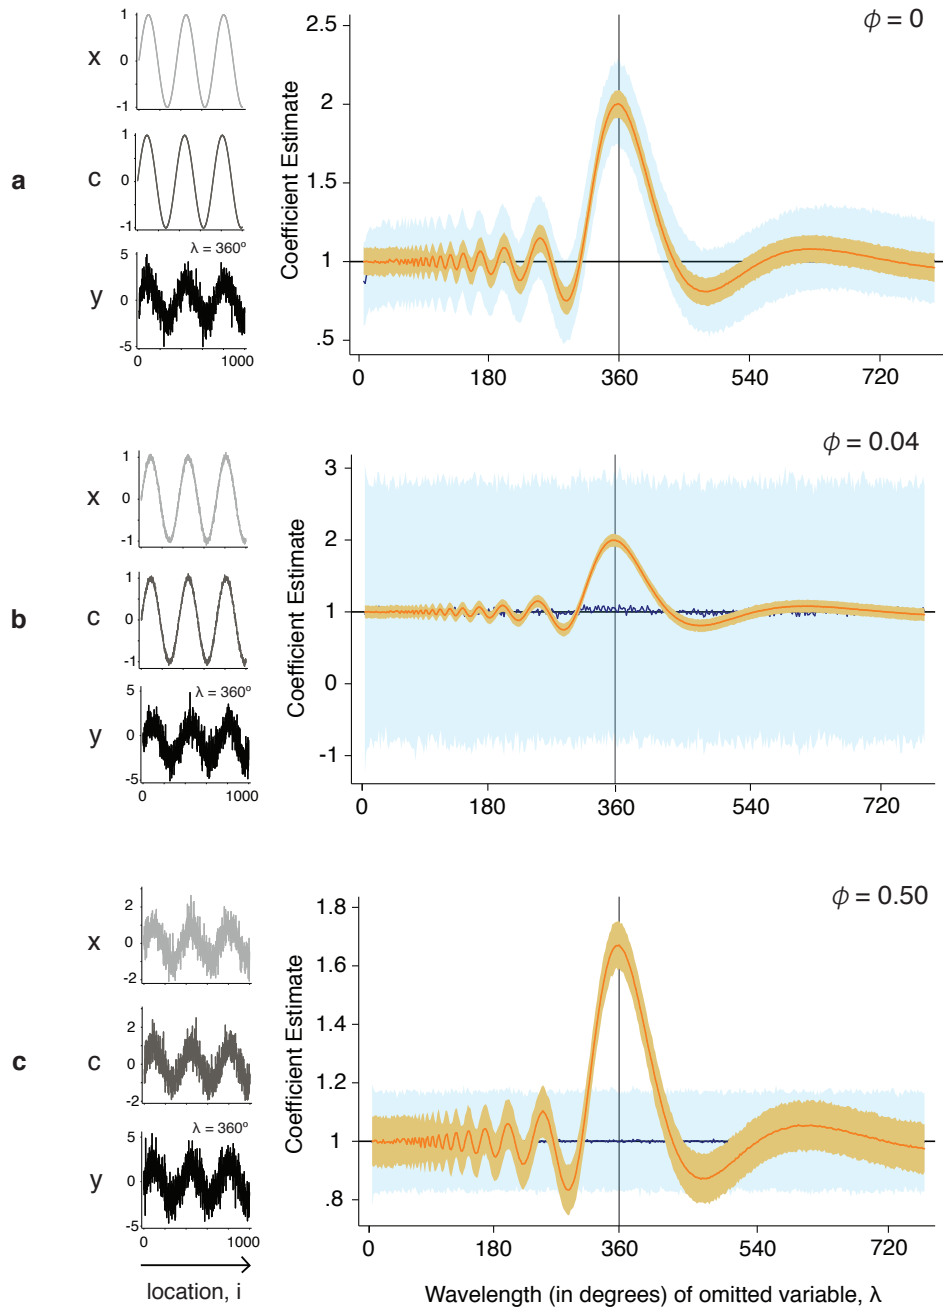 ϕ = 0
a
x
1
0
-1
c
1
0
-1
λ = 360º
y
5
0
-5
0 1000
Coefficient Estimate
2.5
2
1.5
1
.5
0 180 360 540 720
ϕ = 0.04
b
x
1
0
-1
c
1
0
-1
λ = 360º
y
5
0
-5
0 1000
Coefficient Estimate
3
2
1
0
-1
0 180 360 540 720
ϕ = 0.50
c
x
2
0
-2
c
2
0
-2
λ = 360º
y
5
0
-5
0 1000
location, i
Coefficient Estimate
1.8
1.6
1.4
1.2
1
.8
0 180 360 540 720
Wavelength (in degrees) of omitted variable, λ